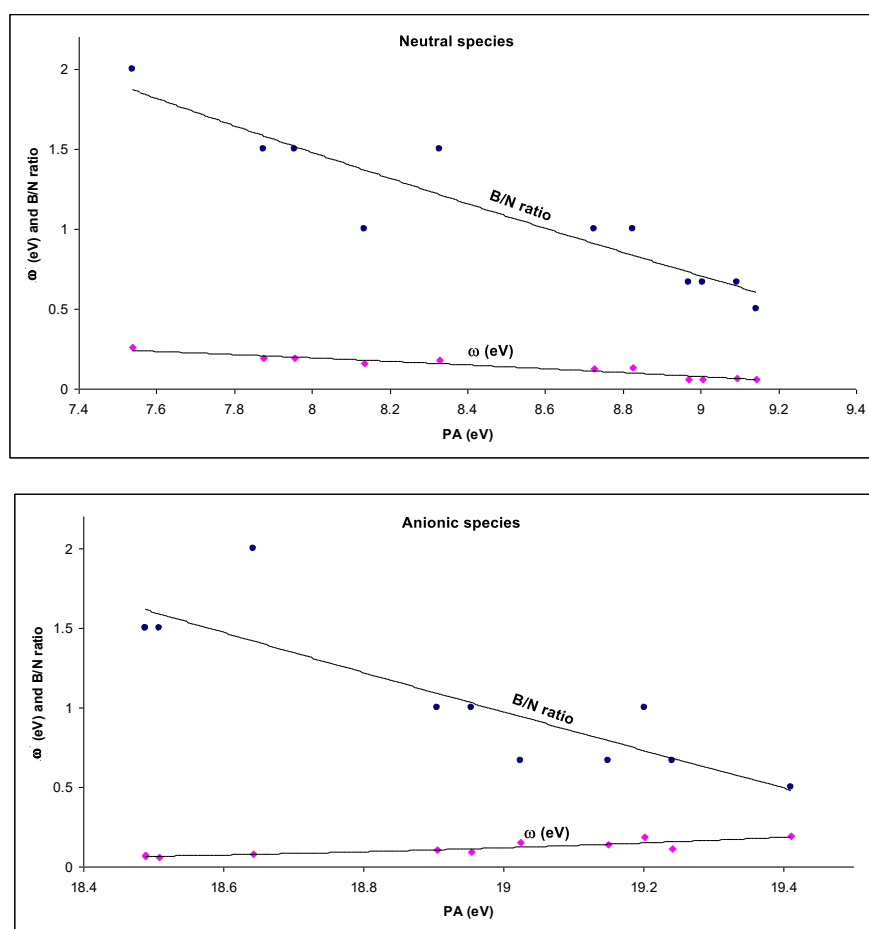 Neutral species
2
1.5
1
0.5
0
ω (eV) and B/N ratio
B/N ratio
ω (eV)
7.4 7.6 7.8 8 8.2 8.4 8.6 8.8 9 9.2 9.4
PA (eV)
Anionic species
2
1.5
1
0.5
0
ω (eV) and B/N ratio
B/N ratio
ω (eV)
18.4 18.6 18.8 19 19.2 19.4
PA (eV)